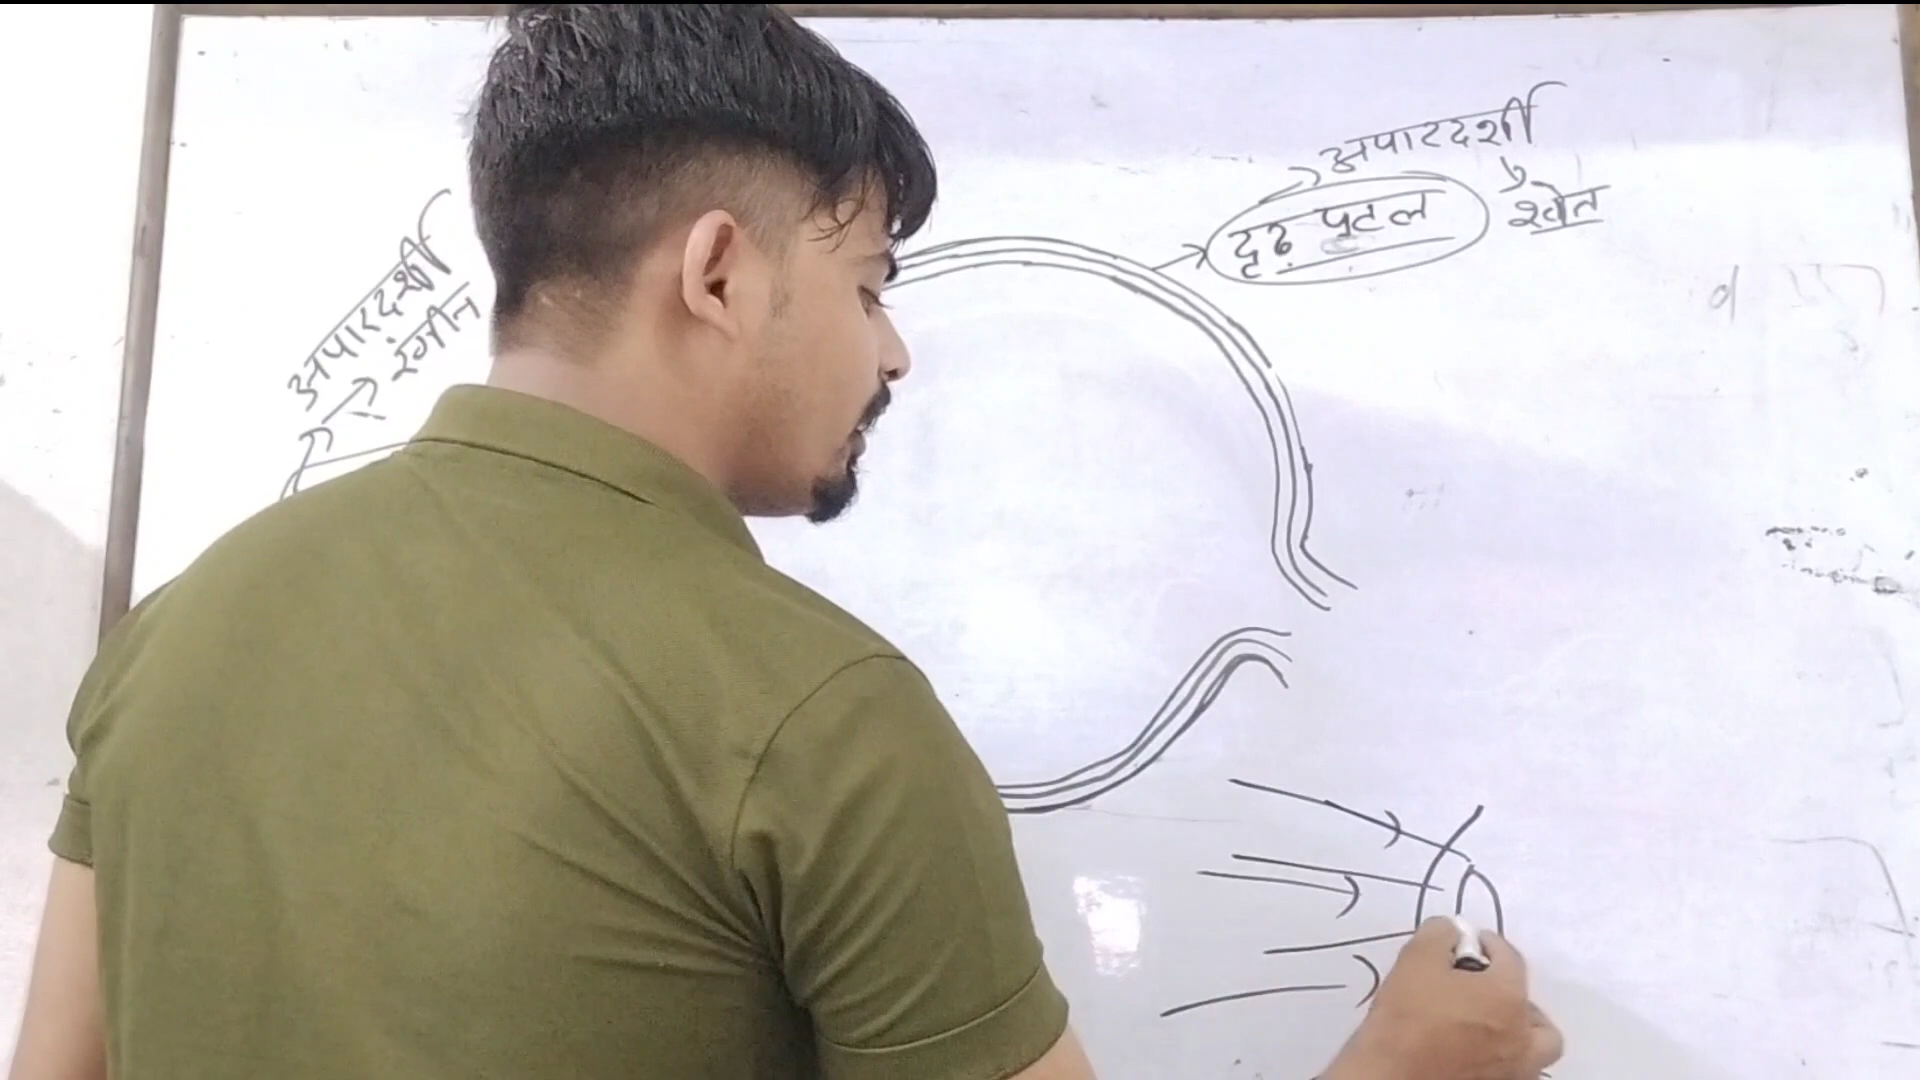 अपारदर्शी
दृढ़ पटल
श्वेत
अपारदर्शी
रंगीन